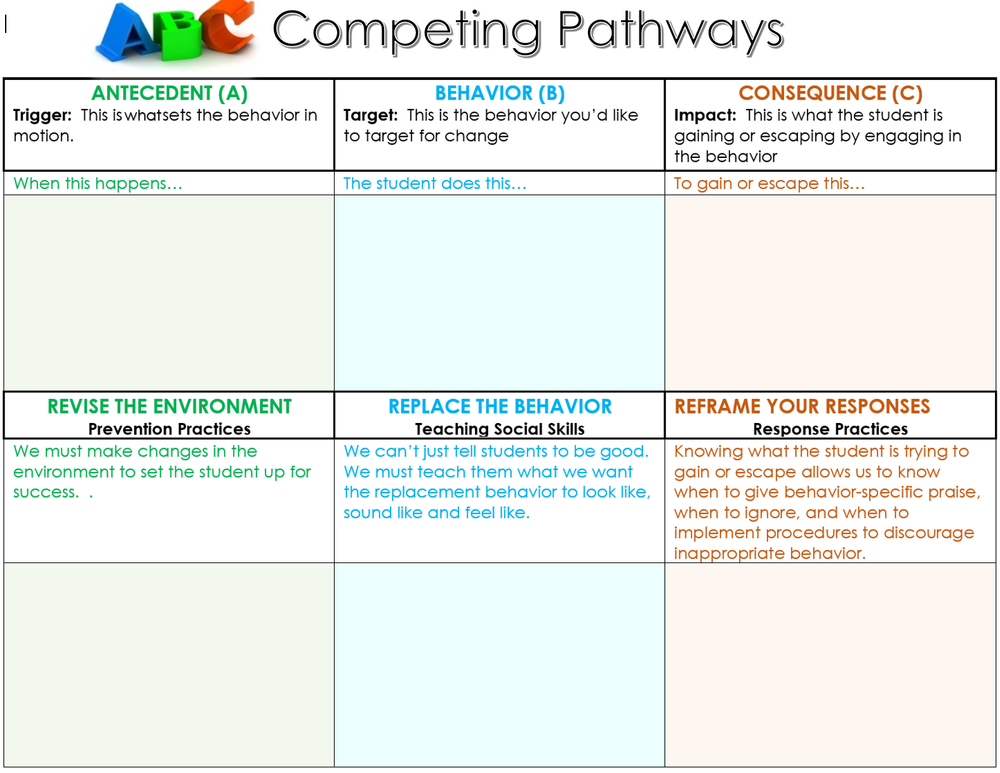 ABC Competing Pathways
ANTECEDENT (A)
Trigger: This is what sets the behavior in
motion.
BEHAVIOR (B)
Target: This is the behavior you’d like
to target for change
CONSEQUENCE (C)
Impact: This is what the student is
gaining or escaping by engaging in
the behavior
When this happens…
The student does this…
To gain or escape this…
REVISE THE ENVIRONMENT
Prevention Practices
REPLACE THE BEHAVIOR
Teaching Social Skills
REFRAME YOUR RESPONSES
Response Practices
We must make changes in the
environment to set the student up for
success. .
We can’t just tell students to be good.
We must teach them what we want
the replacement behavior to look like,
sound like and feel like.
Knowing what the student is trying to
gain or escape allows us to know
when to give behavior-specific praise,
when to ignore, and when to
implement procedures to discourage
inappropriate behavior.